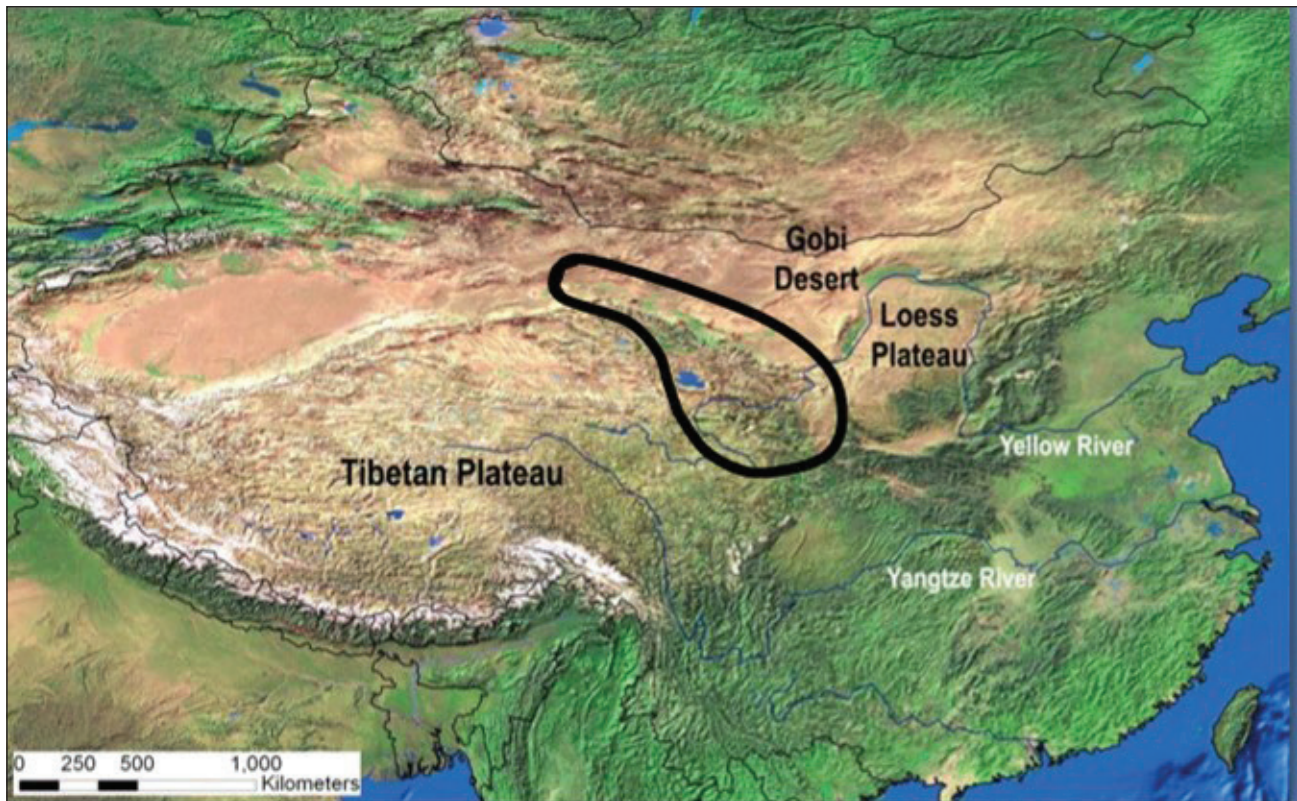 Gobi
Desert
Loess
Plateau
Yellow River
Tibetan Plateau
Yangtze River
0 250 500 1,000
Kilometers